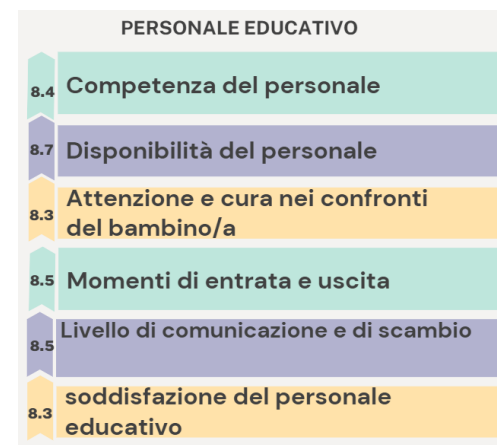 PERSONALE EDUCATIVO
8.4 Competenza del personale
8.7 Disponibilità del personale
8.3 Attenzione e cura nei confronti
del bambino/a
8.5 Momenti di entrata e uscita
8.5 Livello di comunicazione e di scambio
8.3 soddisfazione del personale
educativo